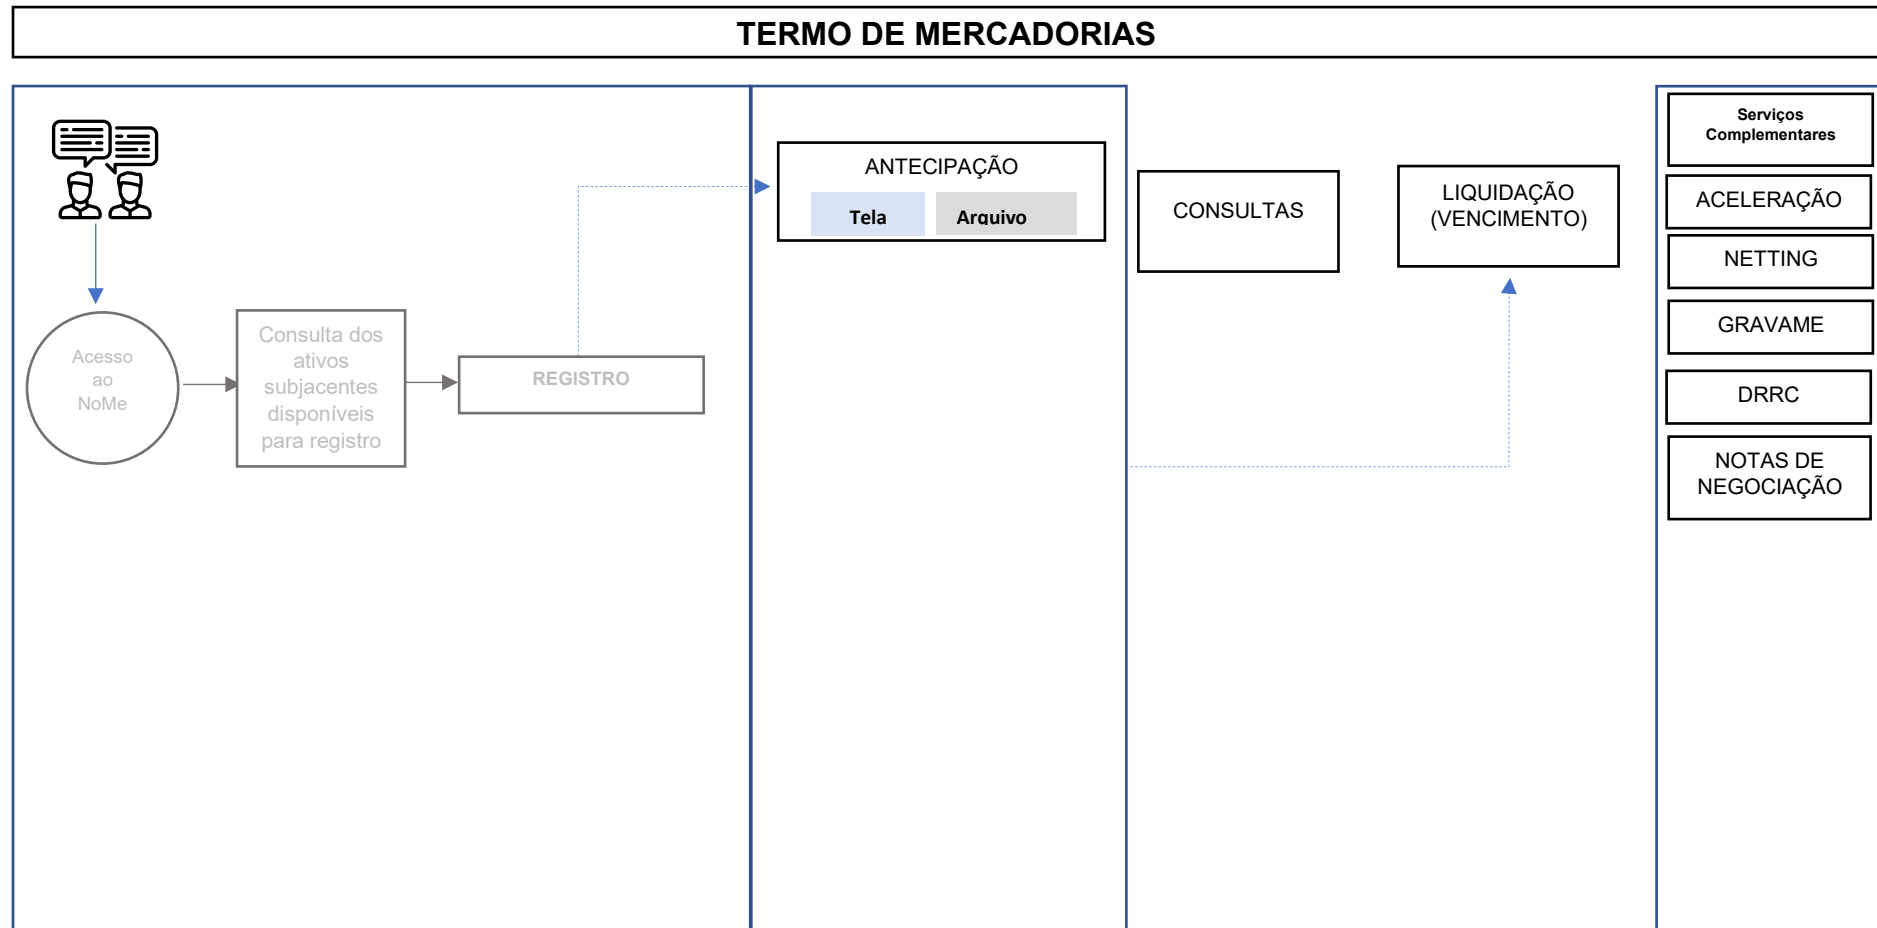 TERMO DE MERCADORIAS
Acesso
ao
NoMe
Consulta dos
ativos
subjacentes
disponíveis
para registro
REGISTRO
ANTECIPAÇÃO
Tela
Arquivo
CONSULTAS
LIQUIDAÇÃO
(VENCIMENTO)
Serviços
Complementares
ACELERAÇÃO
NETTING
GRAVAME
DRRC
NOTAS DE
NEGOCIAÇÃO